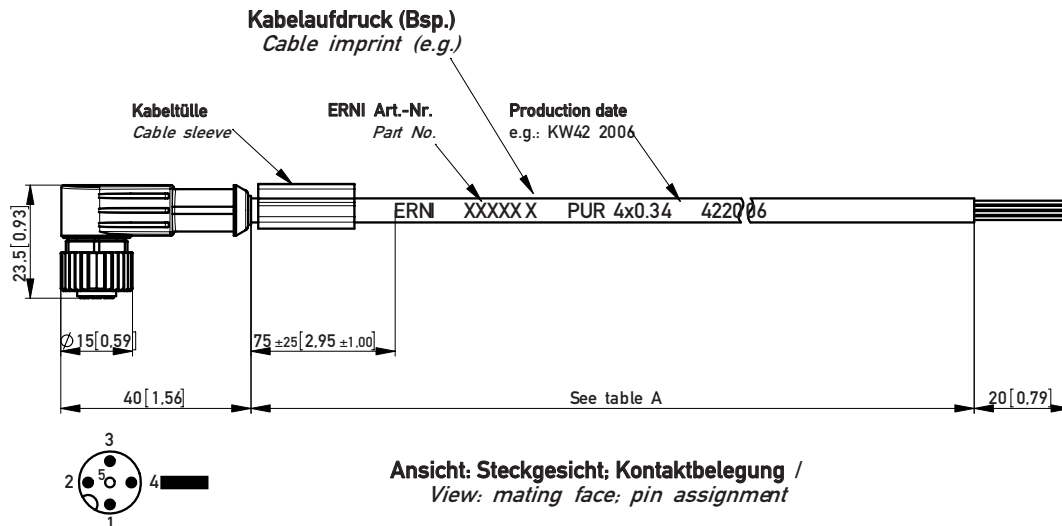 Kabelaufdruck (Bsp.)
Cable imprint (e.g.)
Kabeltülle
Cable sleeve
ERNI Art.-Nr.
Part No.
Production date
e.g.: KW42 2006
ERNI XXXXX X PUR 4x0.34 422006
23,5[0,93]
Ø15[0,59]
75 ±25[2,95 ±1,00]
40[1,56]
See table A
20[0,79]
3
2
5
4
1
Ansicht: Steckgesicht; Kontaktbelegung /
View: mating face; pin assignment